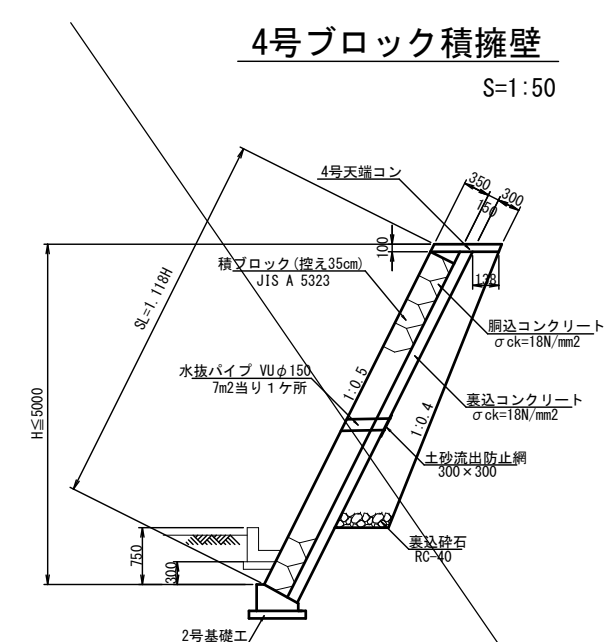 4号ブロック積擁壁
S=1:50
4号天端コン
350
150
300
100
138
積ブロック(控え35cm)
JIS A 5323
SL=1.118H
H≦5000
胴込コンクリート
σck=18N/mm2
水抜パイプ VUφ150
7m2当り1ケ所
1:0.5
1:0.4
裏込コンクリート
σck=18N/mm2
土砂流出防止網
300×300
裏込砕石
RC-40
750
300
2号基礎工